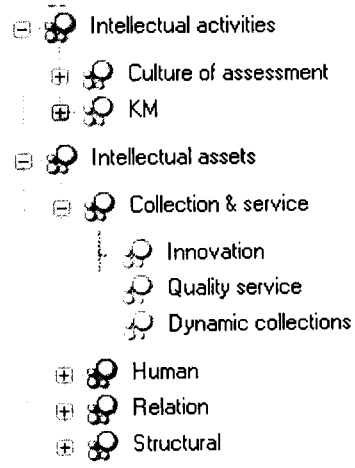 Intellectual activities
Culture of assessment
KM
Intellectual assets
Collection & service
Innovation
Quality service
Dynamic collections
Human
Relation
Structural